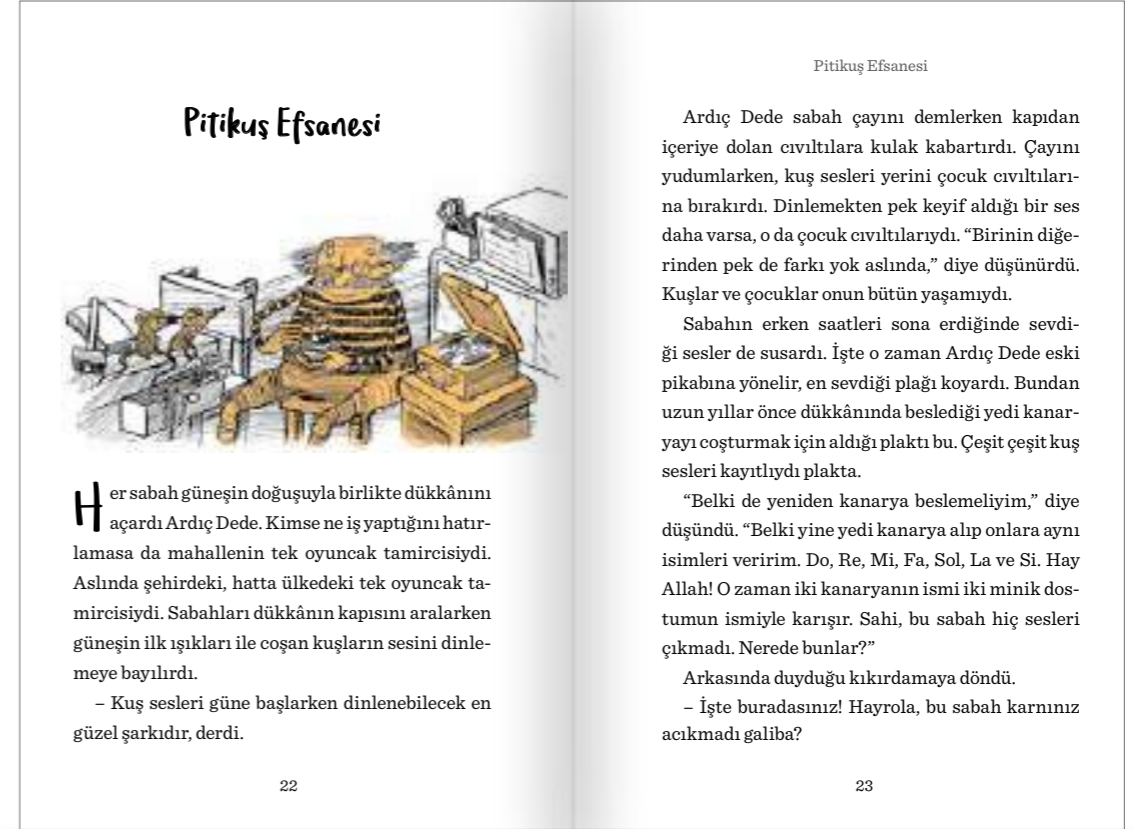 Pitikuş Efsanesi
Her sabah güneşin doğuşuyla birlikte dükkânını
açardı Ardıç Dede. Kimse ne iş yaptığını hatır-
lamasa da mahallenin tek oyuncak tamircisiydi.
Aslında şehirdeki, hatta ülkedeki tek oyuncak ta-
mircisiydi. Sabahları dükkânın kapısını aralarken
güneşin ilk ışıkları ile coşan kuşların sesini dinle-
meye bayılırdı.
– Kuş sesleri güne başlarken dinlenebilecek en
güzel şarkıdır, derdi.
22
Pitikuş Efsanesi
Ardıç Dede sabah çayını demlerken kapıdan
içeriye dolan cıvıltılara kulak kabartırdı. Çayını
yudumlarken, kuş sesleri yerini çocuk cıvıltıları-
na bırakırdı. Dinlemekten pek keyif aldığı bir ses
daha varsa, o da çocuk cıvıltılarıydı. “Birinin diğe-
rinden pek de farkı yok aslında,” diye düşünürdü.
Kuşlar ve çocuklar onun bütün yaşamıydı.
Sabahın erken saatleri sona erdiğinde sevdi-
ği sesler de susardı. İşte o zaman Ardıç Dede eski
pikabına yönelir, en sevdiği plağı koyardı. Bundan
uzun yıllar önce dükkânında beslediği yedi kanar-
yayı coşturmak için aldığı plaktı bu. Çeşit çeşit kuş
sesleri kayıtlıydı plakta.
“Belki de yeniden kanarya beslemeliyim,” diye
düşündü. “Belki yine yedi kanarya alıp onlara aynı
isimleri veririm. Do, Re, Mi, Fa, Sol, La ve Si. Hay
Allah! O zaman iki kanaryanın ismi iki minik dos-
tumun ismiyle karışır. Sahi, bu sabah hiç sesleri
çıkmadı. Nerede bunlar?”
Arkasında duyduğu kıkırdamaya döndü.
– İşte buradasınız! Hayrola, bu sabah karnınız
acıkmadı galiba?
23